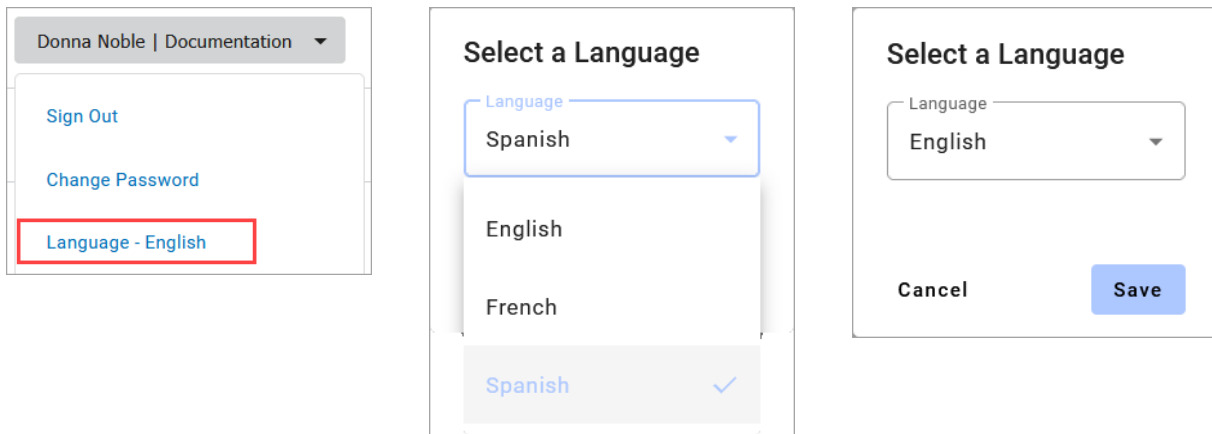 Donna Noble | Documentation
Sign Out
Change Password
Language - English
Select a Language
Language
Spanish
English
French
Spanish
Select a Language
Language
English
Cancel
Save